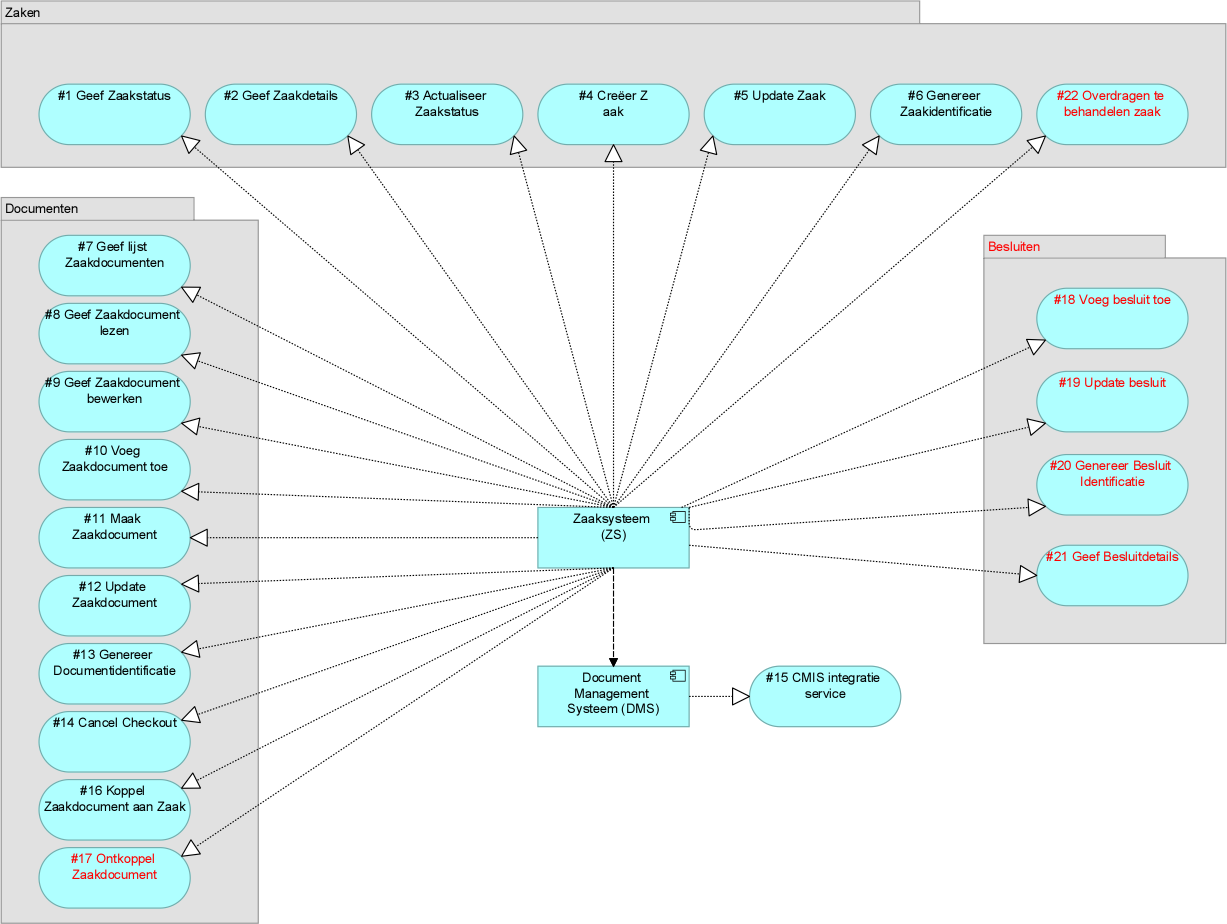 Zaken
#1 Geef Zaakstatus
#2 Geef Zaakdetails
#3 Actualiseer
Zaakstatus
#4 Creëer Z
aak
#5 Update Zaak
#6 Genereer
Zaakidentificatie
#22 Overdragen te
behandelen zaak
Documenten
#7 Geef lijst
Zaakdocumenten
#8 Geef Zaakdocument
lezen
#9 Geef Zaakdocument
bewerken
#10 Voeg
Zaakdocument toe
#11 Maak
Zaakdocument
#12 Update
Zaakdocument
#13 Genereer
Documentidentificatie
#14 Cancel Checkout
#16 Koppel
Zaakdocument aan Zaak
#17 Ontkoppel
Zaakdocument
Zaaksysteem
(ZS)
Document
Management
Systeem (DMS)
#15 CMIS integratie
service
Besluiten
#18 Voeg besluit toe
#19 Update besluit
#20 Genereer Besluit
Identificatie
#21 Geef Besluitdetails